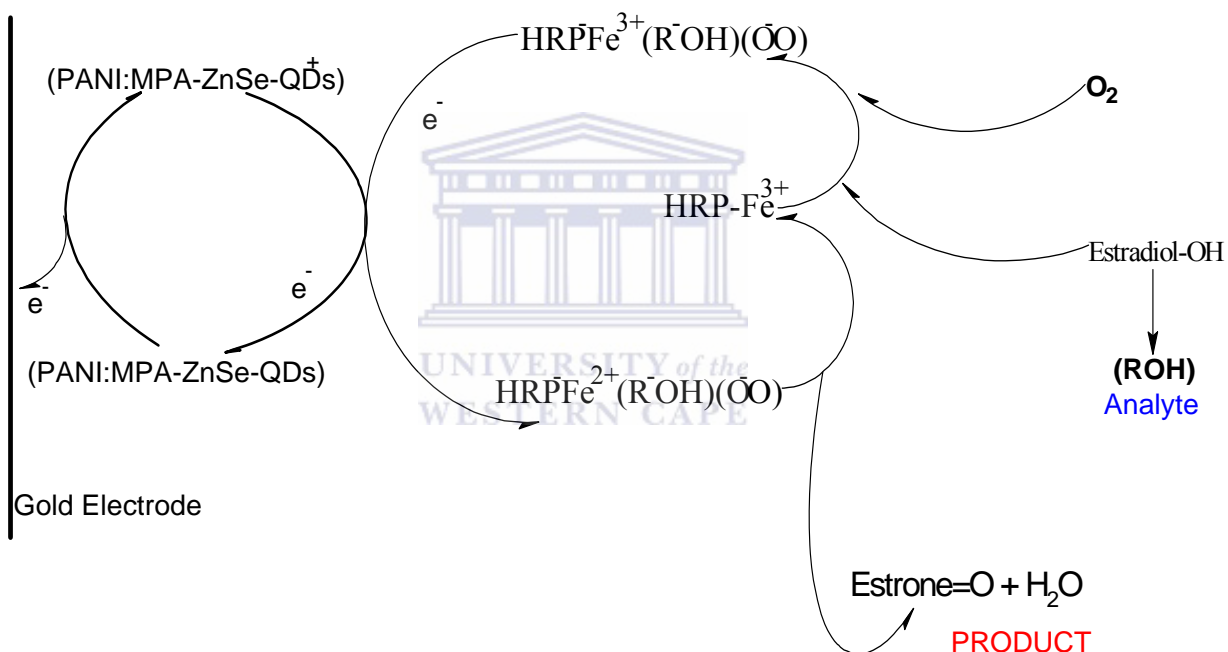 HRP-Fe3+(R-OH)(O-O)
(PANI:MPA-ZnSe-QDs)+
O2
e-
HRP-Fe3+
Estradiol-OH
e-
e-
(PANI:MPA-ZnSe-QDs)
UNIVERSITY of the
WESTERN CAPE
HRP-Fe2+(R-OH)(O-O)
(ROH)
Analyte
Gold Electrode
Estrone=O + H2O
PRODUCT